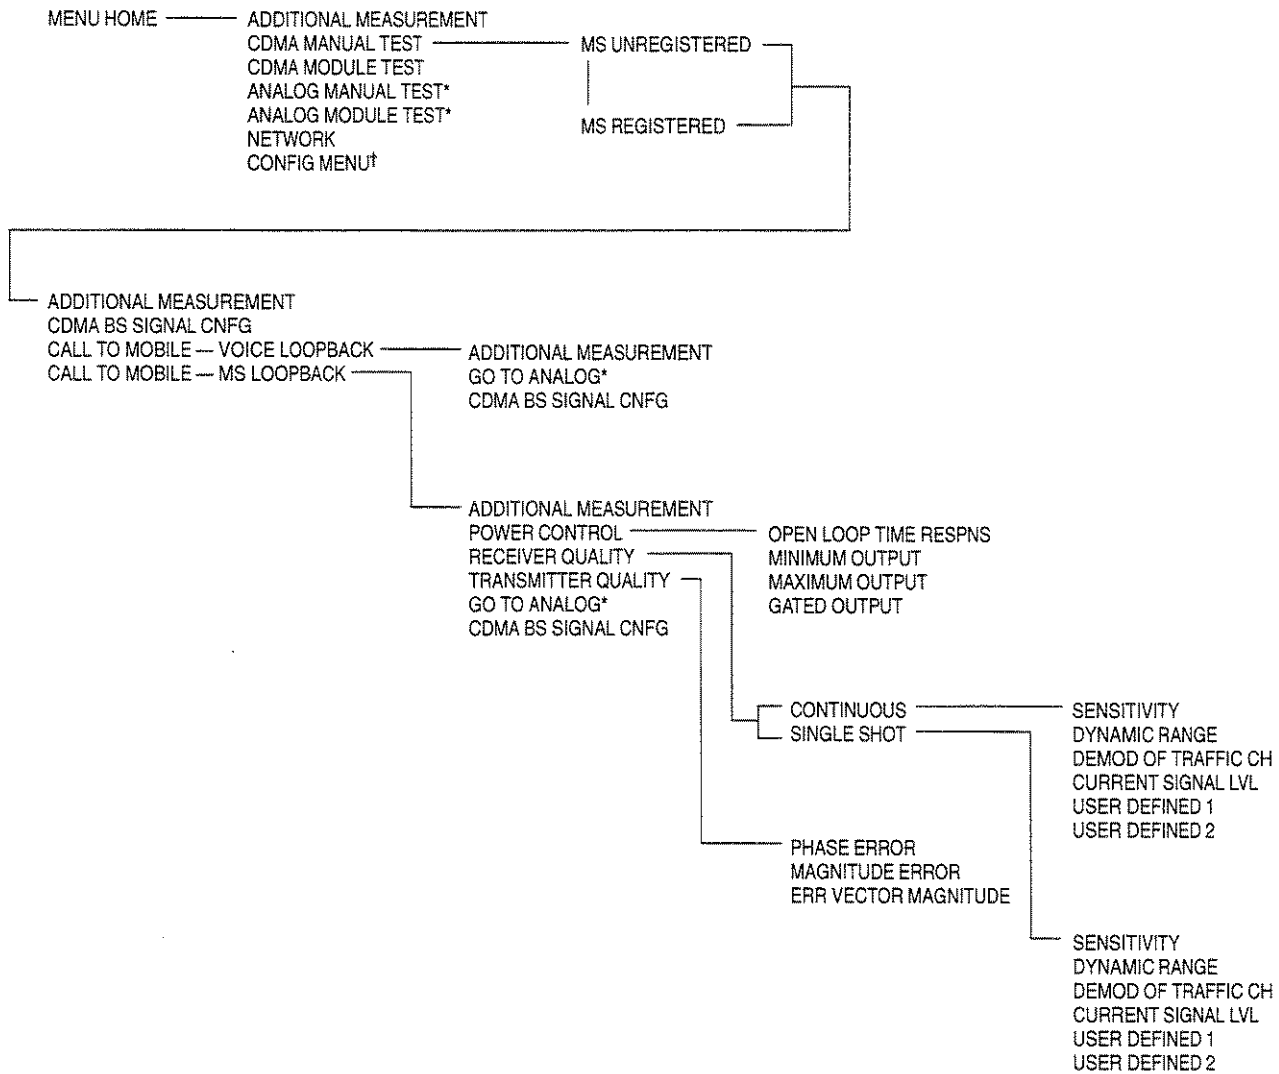 MENU HOME
ADDITIONAL MEASUREMENT
CDMA MANUAL TEST
CDMA MODULE TEST
ANALOG MANUAL TEST*
ANALOG MODULE TEST*
NETWORK
CONFIG MENU†
MS UNREGISTERED
MS REGISTERED
ADDITIONAL MEASUREMENT
CDMA BS SIGNAL CNFG
CALL TO MOBILE — VOICE LOOPBACK
CALL TO MOBILE — MS LOOPBACK
ADDITIONAL MEASUREMENT
GO TO ANALOG*
CDMA BS SIGNAL CNFG
ADDITIONAL MEASUREMENT
POWER CONTROL
RECEIVER QUALITY
TRANSMITTER QUALITY
GO TO ANALOG*
CDMA BS SIGNAL CNFG
OPEN LOOP TIME RESPNS
MINIMUM OUTPUT
MAXIMUM OUTPUT
GATED OUTPUT
CONTINUOUS
SINGLE SHOT
SENSITIVITY
DYNAMIC RANGE
DEMOD OF TRAFFIC CH
CURRENT SIGNAL LVL
USER DEFINED 1
USER DEFINED 2
PHASE ERROR
MAGNITUDE ERROR
ERR VECTOR MAGNITUDE
SENSITIVITY
DYNAMIC RANGE
DEMOD OF TRAFFIC CH
CURRENT SIGNAL LVL
USER DEFINED 1
USER DEFINED 2